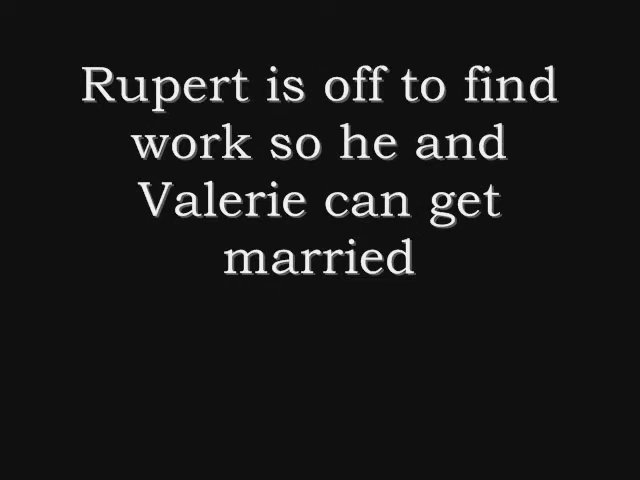 Rupert is off to find
work so he and
Valerie can get
married